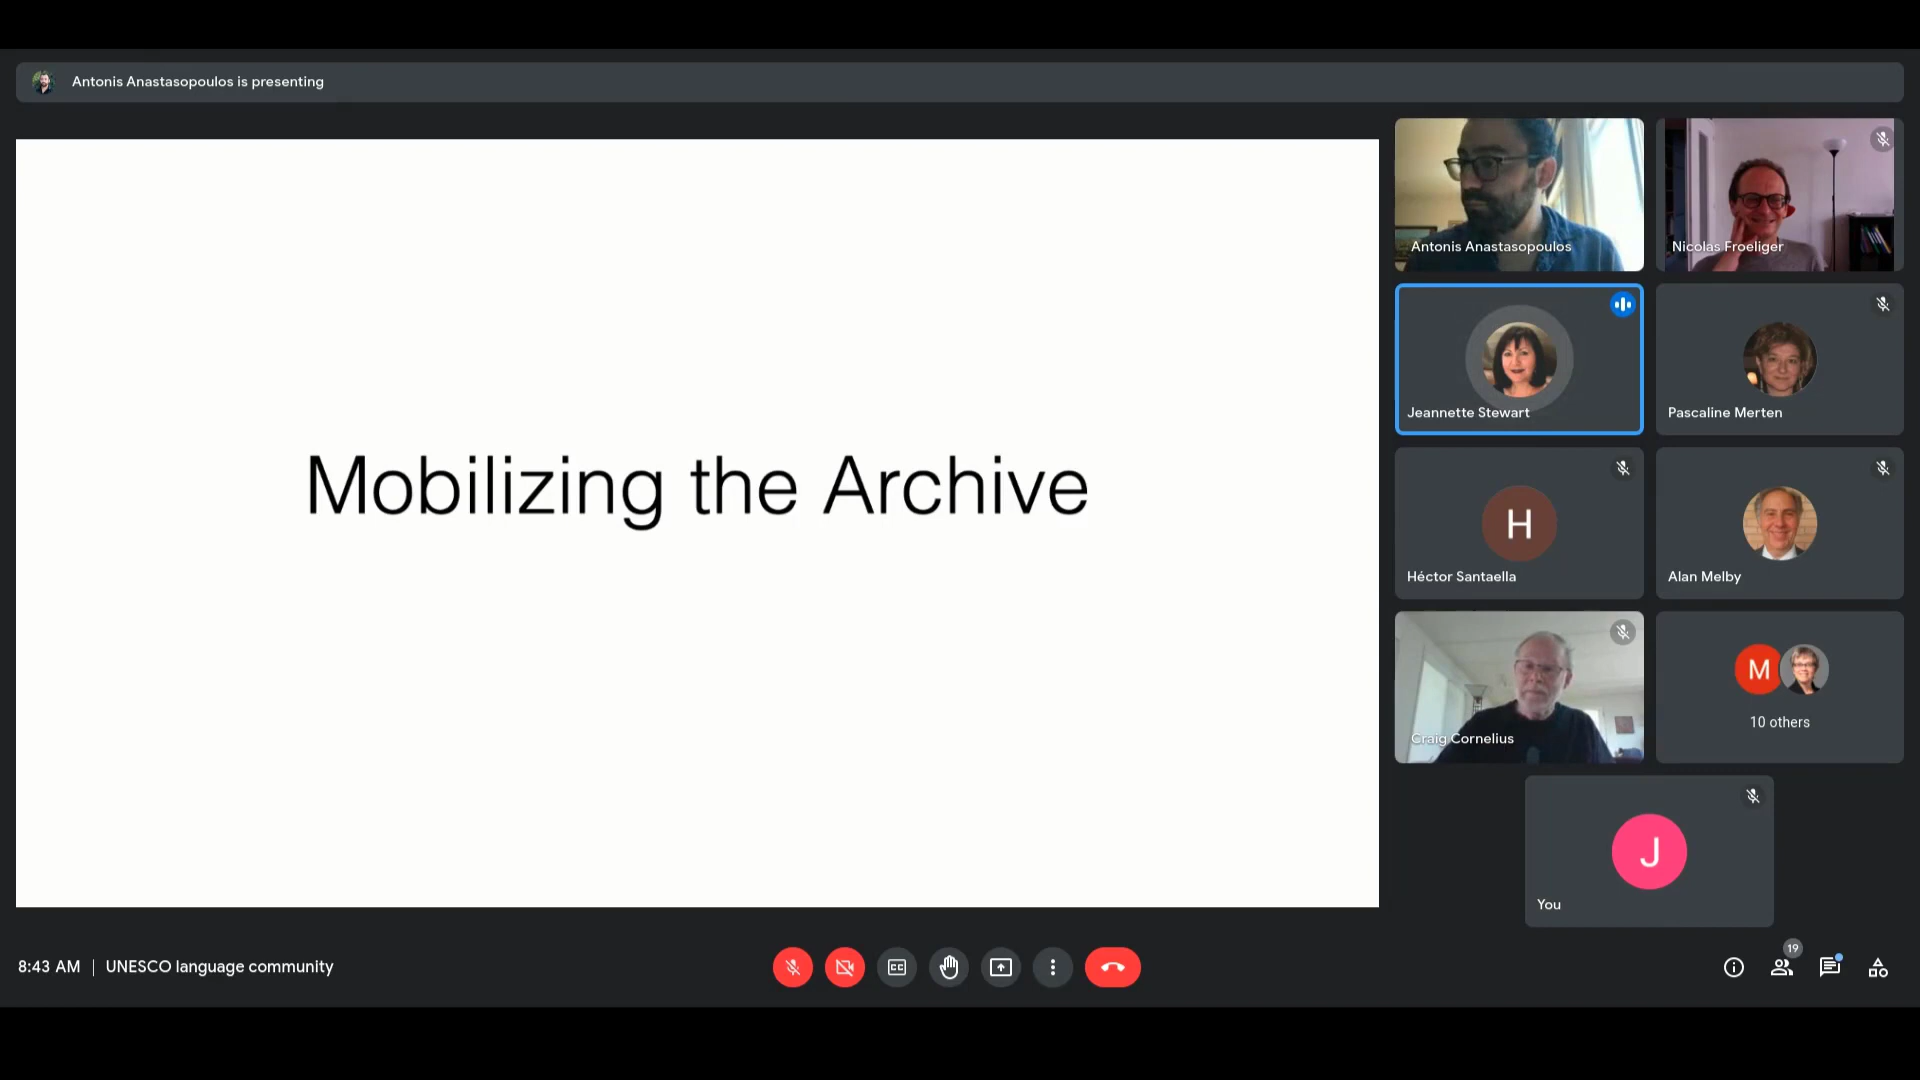 Antonis Anastasopoulos is presenting
Mobilizing the Archive
Antonis Anastasopoulos
Nicolas Froeliger
Jeannette Stewart
Pascaline Merten
H
Héctor Santaella
Alan Melby
Craig Cornelius
M
10 others
J
You
8:43 AM | UNESCO language community
CC
19